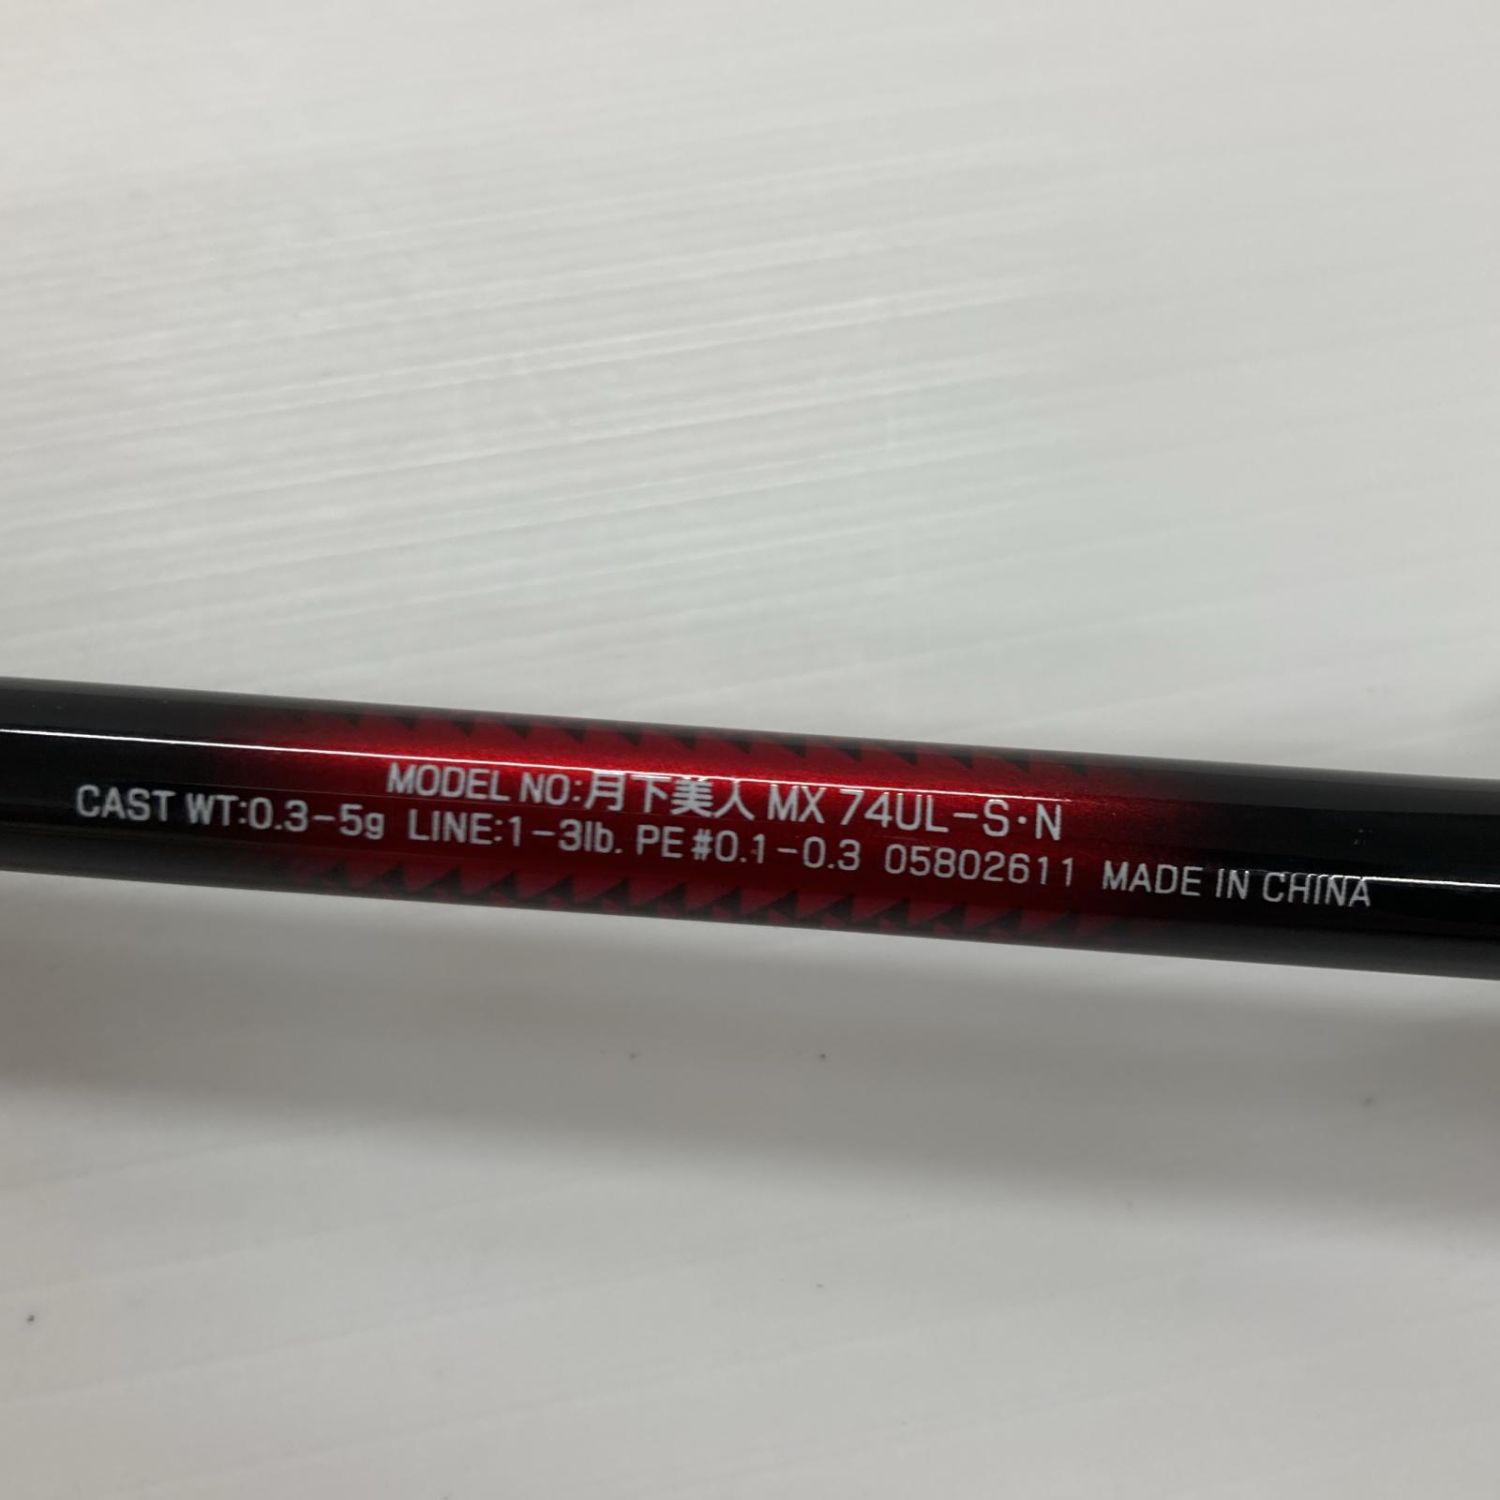 MODEL NO:月下美人 MX 74UL-S・N
CAST WT:0.3-5g LINE:1-3lb. PE #0.1-0.3 05802611 MADE IN CHINA